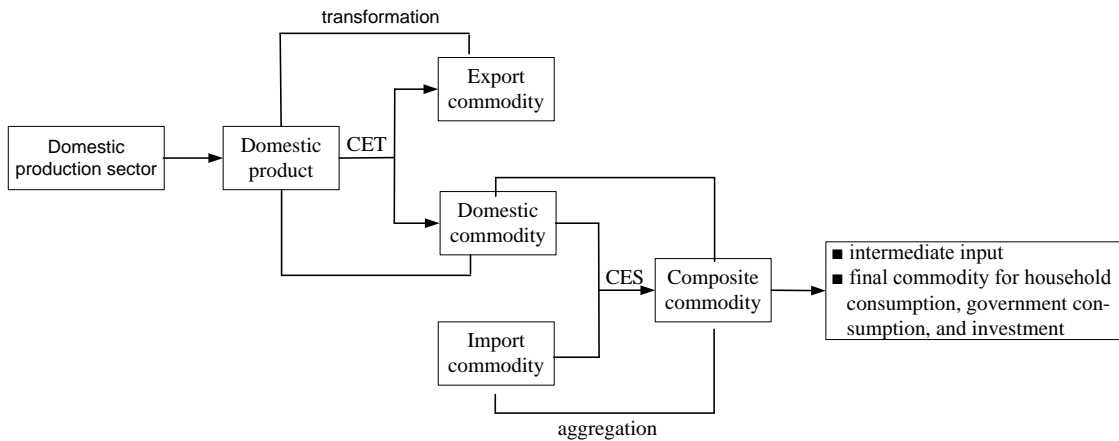 transformation
Export
commodity
Domestic
production sector
Domestic
product
CET
Domestic
commodity
CES
Composite
commodity
■ intermediate input
■ final commodity for household
consumption, government con-
sumption, and investment
Import
commodity
aggregation